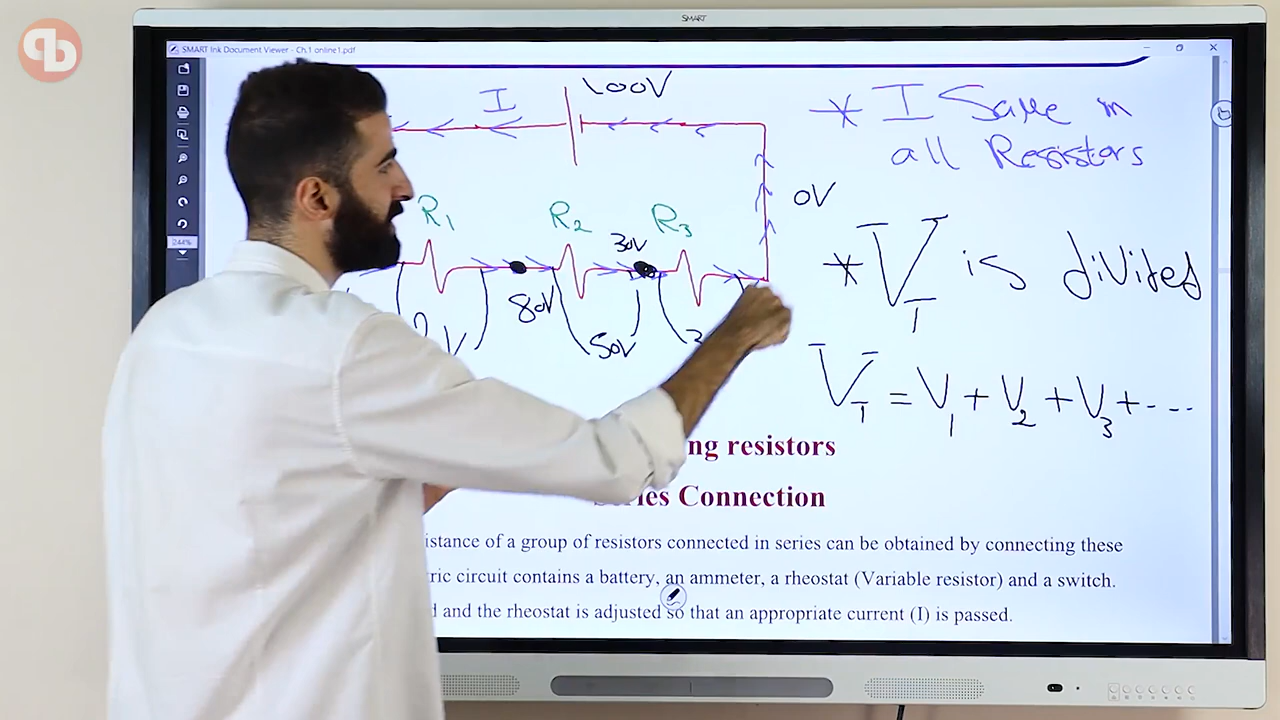 SMART
pb
SMART Ink Document Viewer - Ch.1 online1.pdf
I
100V
* I Same in
all Resistors
0V
R1
R2
R3
30V
80V
50V
* VT is divided
VT = V1 + V2 + V3 + ...
244%
ng resistors
Series Connection
istance of a group of resistors connected in series can be obtained by connecting these
ric circuit contains a battery, an ammeter, a rheostat (Variable resistor) and a switch.
d and the rheostat is adjusted so that an appropriate current (I) is passed.